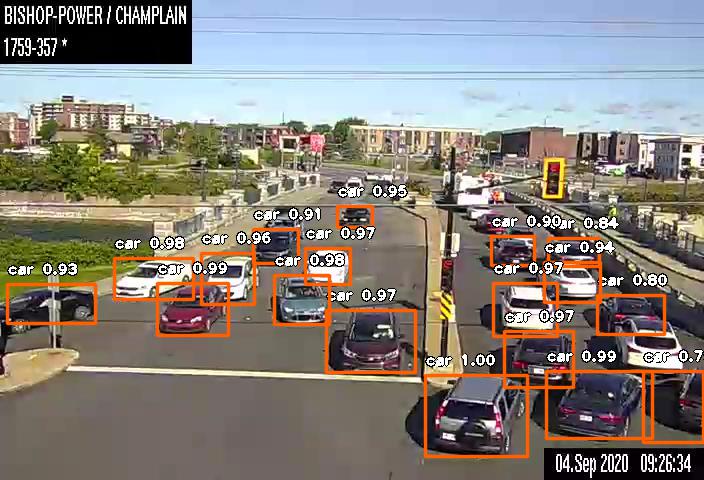 BISHOP-POWER / CHAMPLAIN
1759-357 *
car 0.95
car 0.91
car 0.90
0.84
car 0.97
car 0.96
car 0.98
car 0.94
car 0.99
0.98
car 0.97
car 0.93
car 0.97
car 0.80
car 0.97
car 1.00
car 0.99
car 0.7
04.Sep 2020 09:26:34